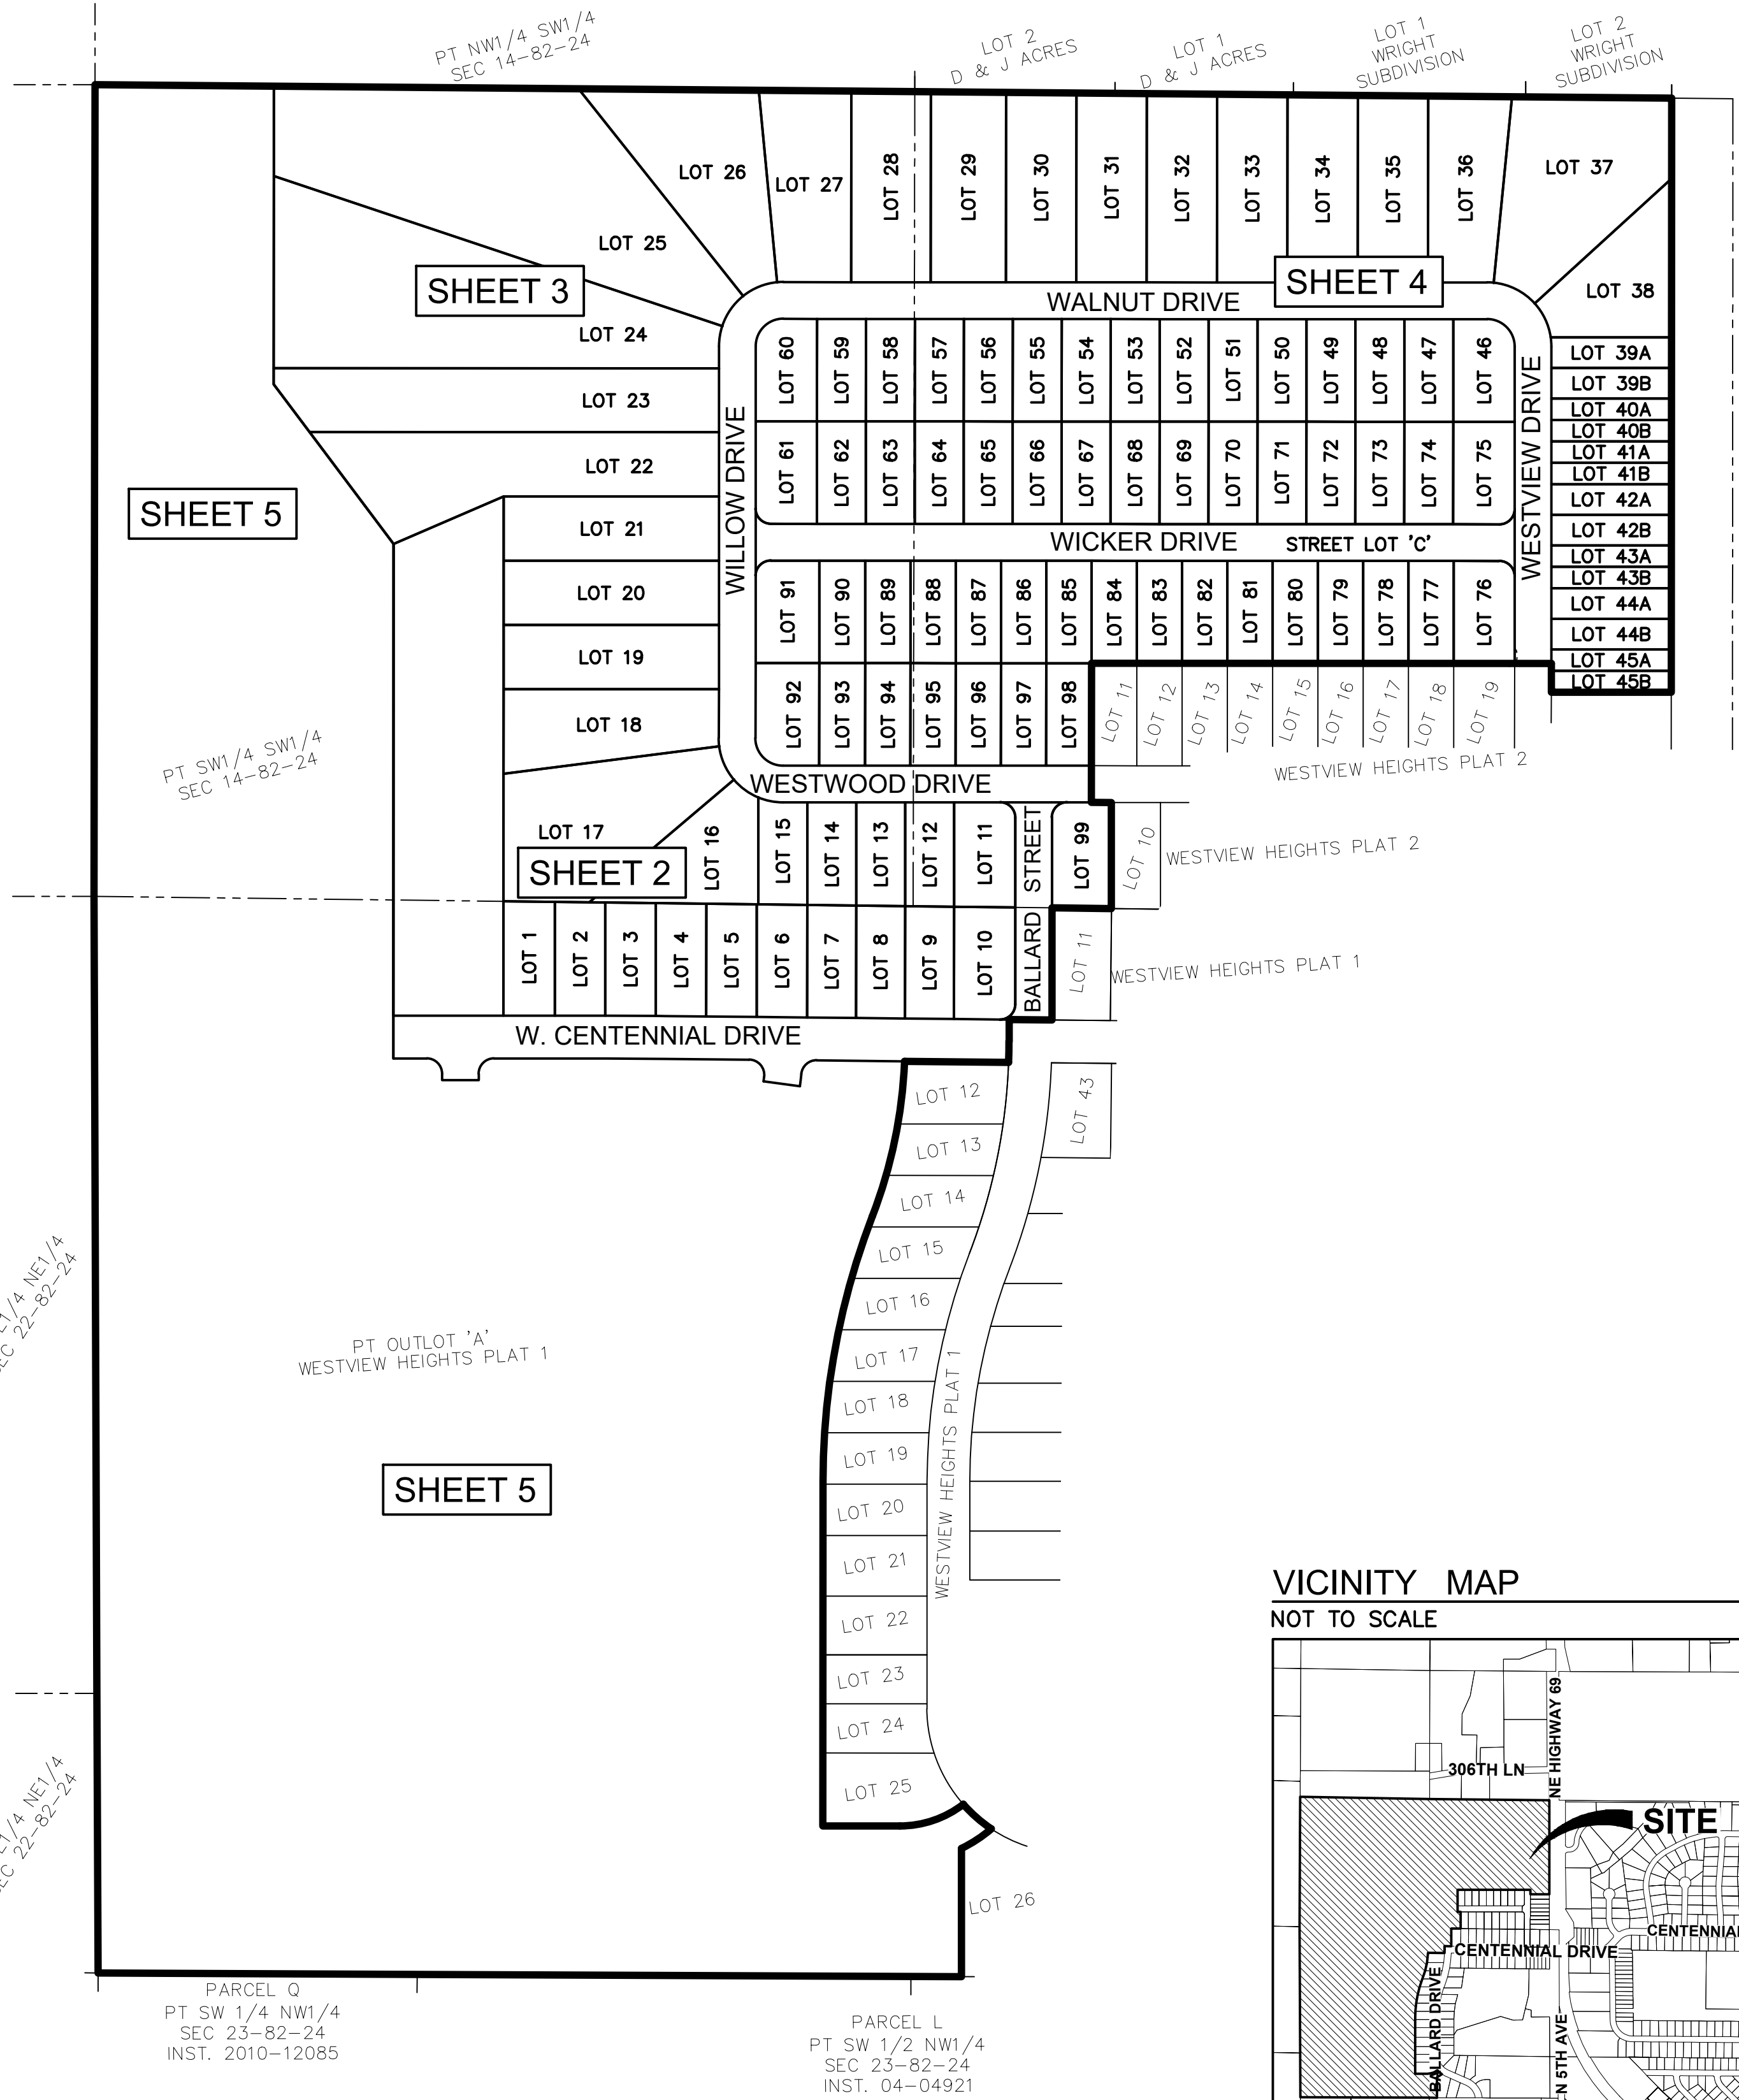 PT NW1/4 SW1/4
SEC 14-82-24
LOT 2
D & J ACRES
LOT 1
D & J ACRES
LOT 1
WRIGHT
SUBDIVISION
LOT 2
WRIGHT
SUBDIVISION
LOT 26
LOT 27
LOT 28
LOT 29
LOT 30
LOT 31
LOT 32
LOT 33
LOT 34
LOT 35
LOT 36
LOT 37
LOT 25
SHEET 3
SHEET 4
LOT 38
WALNUT DRIVE
LOT 24
LOT 60
LOT 59
LOT 58
LOT 57
LOT 56
LOT 55
LOT 54
LOT 53
LOT 52
LOT 51
LOT 50
LOT 49
LOT 48
LOT 47
LOT 46
LOT 39A
LOT 39B
LOT 40A
LOT 40B
LOT 41A
LOT 41B
LOT 42A
LOT 42B
LOT 43A
LOT 43B
LOT 44A
LOT 44B
LOT 45A
LOT 45B
WESTVIEW DRIVE
WILLOW DRIVE
LOT 23
LOT 22
LOT 61
LOT 62
LOT 63
LOT 64
LOT 65
LOT 66
LOT 67
LOT 68
LOT 69
LOT 70
LOT 71
LOT 72
LOT 73
LOT 74
LOT 75
SHEET 5
LOT 21
WICKER DRIVE
STREET LOT 'C'
LOT 20
LOT 91
LOT 90
LOT 89
LOT 88
LOT 87
LOT 86
LOT 85
LOT 84
LOT 83
LOT 82
LOT 81
LOT 80
LOT 79
LOT 78
LOT 77
LOT 76
LOT 19
LOT 18
LOT 92
LOT 93
LOT 94
LOT 95
LOT 96
LOT 97
LOT 98
LOT 11
LOT 12
LOT 13
LOT 14
LOT 15
LOT 16
LOT 17
LOT 18
LOT 19
PT SW1/4 SW1/4
SEC 14-82-24
WESTVIEW HEIGHTS PLAT 2
WESTWOOD DRIVE
LOT 17
SHEET 2
LOT 16
LOT 15
LOT 14
LOT 13
LOT 12
LOT 11
BALLARD STREET
LOT 99
LOT 10
WESTVIEW HEIGHTS PLAT 2
LOT 1
LOT 2
LOT 3
LOT 4
LOT 5
LOT 6
LOT 7
LOT 8
LOT 9
LOT 10
LOT 11
WESTVIEW HEIGHTS PLAT 1
W. CENTENNIAL DRIVE
LOT 12
LOT 43
LOT 13
LOT 14
LOT 15
LOT 16
LOT 17
LOT 18
LOT 19
LOT 20
LOT 21
LOT 22
LOT 23
LOT 24
LOT 25
LOT 26
WESTVIEW HEIGHTS PLAT 1
1/4 NE1/4
SEC 22-82-24
PT OUTLOT 'A'
WESTVIEW HEIGHTS PLAT 1
SHEET 5
1/4 NE1/4
SEC 22-82-24
PARCEL Q
PT SW 1/4 NW1/4
SEC 23-82-24
INST. 2010-12085
PARCEL L
PT SW 1/2 NW1/4
SEC 23-82-24
INST. 04-04921
VICINITY MAP
NOT TO SCALE
NE HIGHWAY 69
306TH LN
SITE
CENTENNIAL
CENTENNIAL DRIVE
BALLARD DRIVE
N 5TH AVE